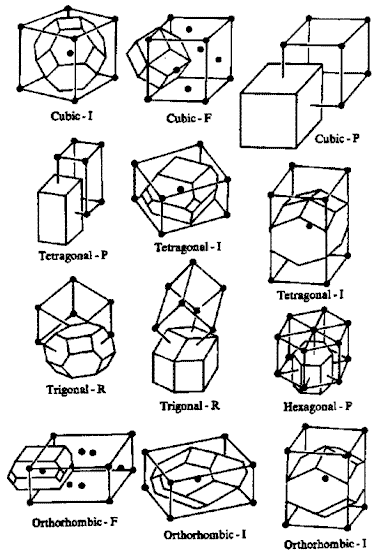 Cubic - I
Cubic - F
Cubic - P
Tetragonal - P
Tetragonal - I
Tetragonal - I
Trigonal - R
Trigonal - R
Hexagonal - P
Orthorhombic - F
Orthorhombic - I
Orthorhombic - I